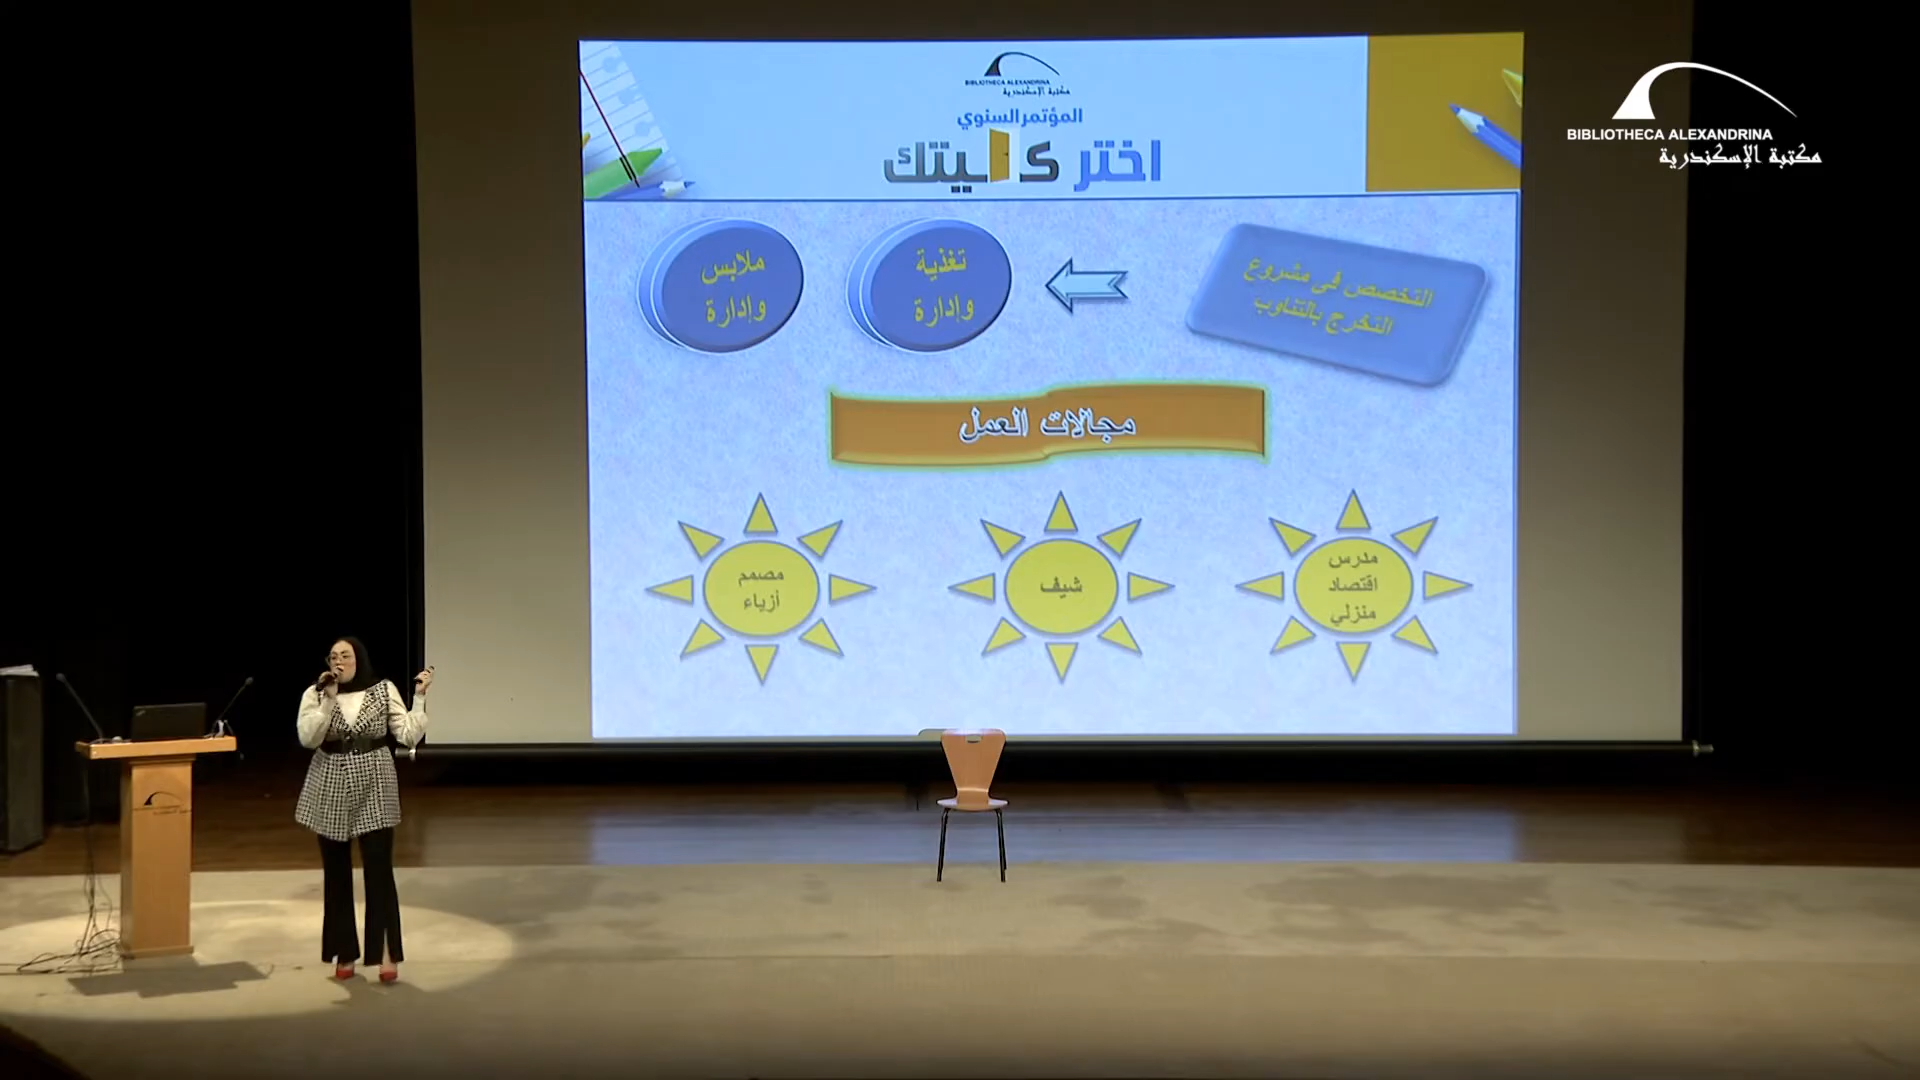 BIBLIOTHECA ALEXANDRINA
مكتبة الإسكندرية
المؤتمر السنوي
اختر كليتك
BIBLIOTHECA ALEXANDRINA
مكتبة الإسكندرية
التخصص فى مشروع
التخرج بالتناوب
تغذية
وإدارة
ملابس
وإدارة
مجالات العمل
مدرس
اقتصاد
منزلي
شيف
مصمم
أزياء